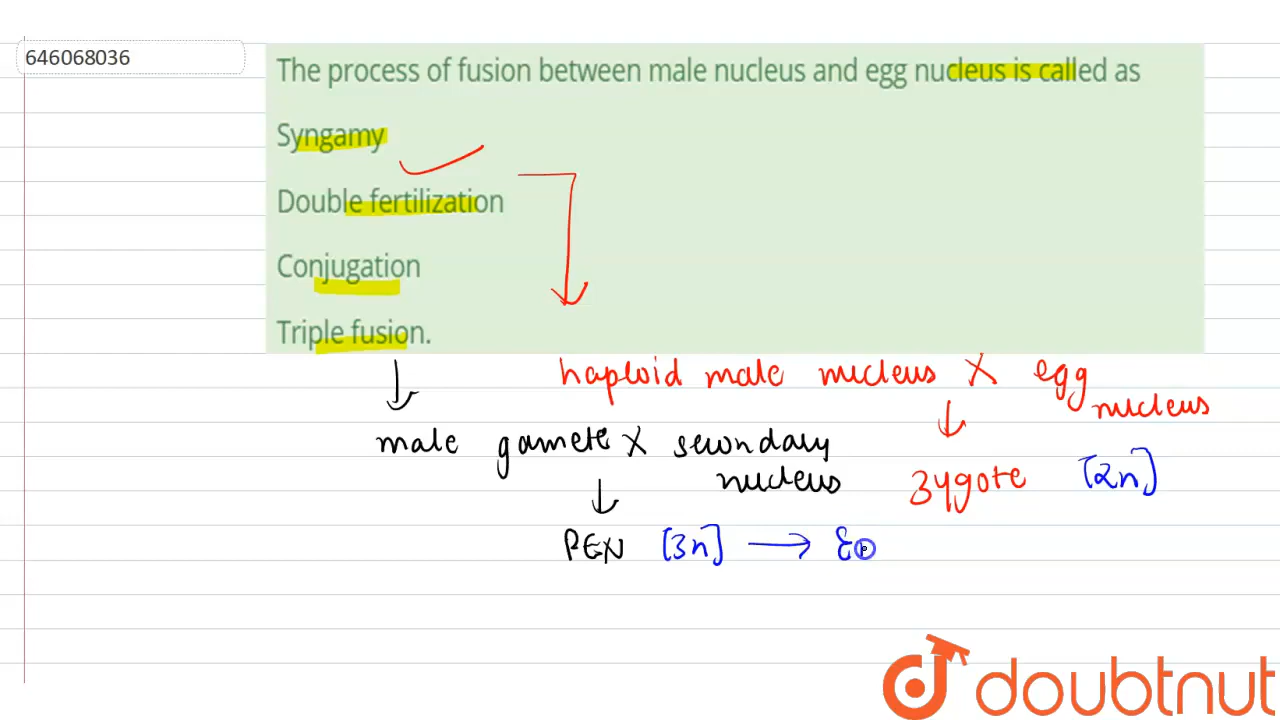 646068036
The process of fusion between male nucleus and egg nucleus is called as
Syngamy
Double fertilization
Conjugation
Triple fusion.
haploid male nucleus X egg nucleus
male gamete X secondary nucleus
zygote [2n]
PEN [3n] → En
doubtnut